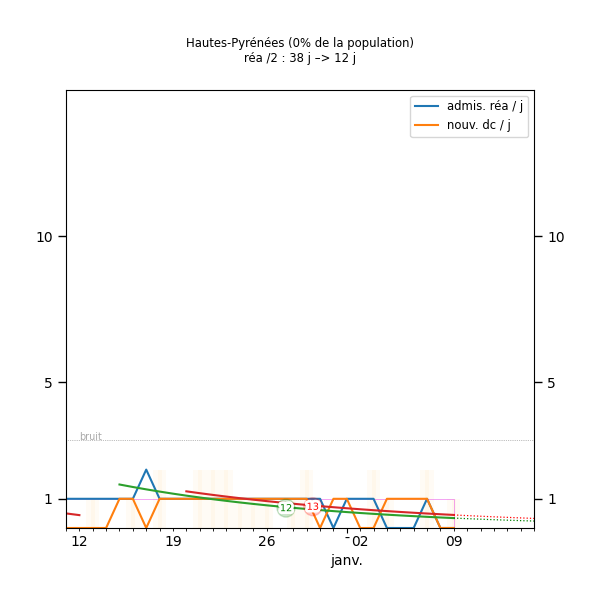 Hautes-Pyrénées (0% de la population)
réa /2 : 38 j –> 12 j
admis. réa / j
nouv. dc / j
10
10
5
5
bruit
1
1
12
13
12
19
26
02
09
janv.